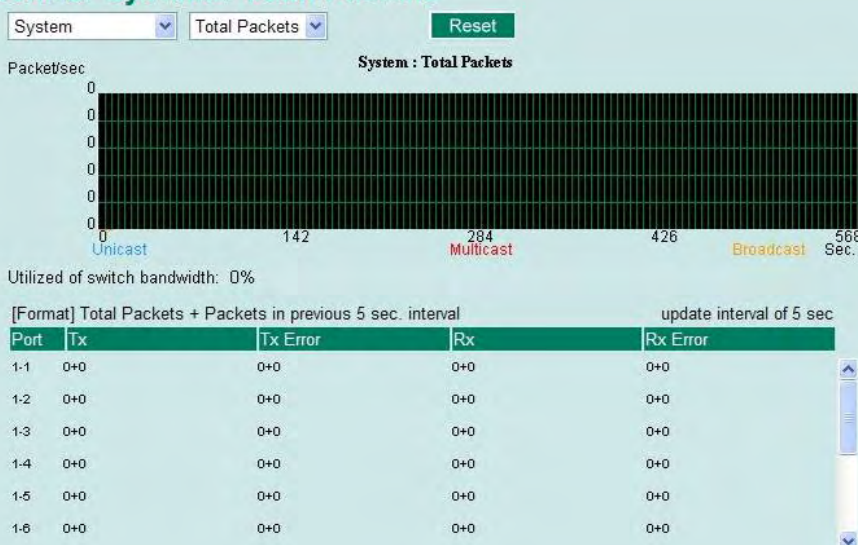 System Total Packets Reset
Packet/sec System : Total Packets
0
0
0
0
0
0
0 142 284 426 568
Unicast Multicast Broadcast Sec.
Utilized of switch bandwidth: 0%
[Format] Total Packets + Packets in previous 5 sec. interval update interval of 5 sec
Port Tx Tx Error Rx Rx Error
1-1 0+0 0+0 0+0 0+0
1-2 0+0 0+0 0+0 0+0
1-3 0+0 0+0 0+0 0+0
1-4 0+0 0+0 0+0 0+0
1-5 0+0 0+0 0+0 0+0
1-6 0+0 0+0 0+0 0+0